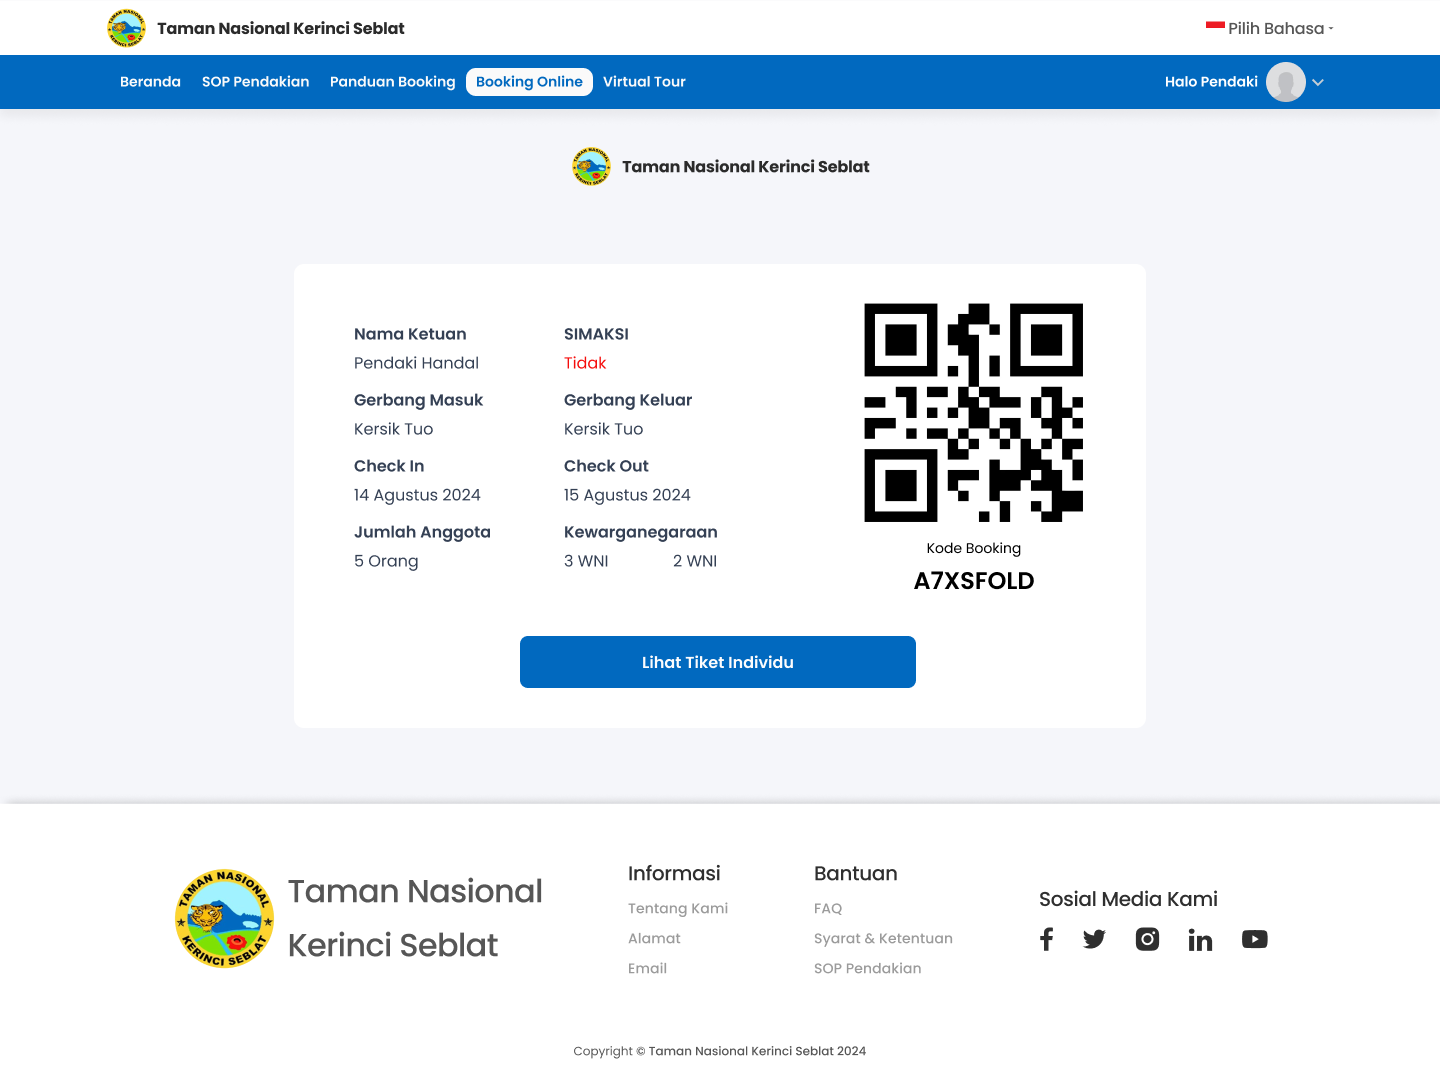 Taman Nasional Kerinci Seblat
Pilih Bahasa
Beranda SOP Pendakian Panduan Booking Booking Online Virtual Tour Halo Pendaki
TAMAN NASIONAL KERINCI SEBLAT
Taman Nasional Kerinci Seblat
Nama Ketuan SIMAKSI
Pendaki Handal Tidak
Gerbang Masuk Gerbang Keluar
Kersik Tuo Kersik Tuo
Check In Check Out
14 Agustus 2024 15 Agustus 2024
Jumlah Anggota Kewarganegaraan
5 Orang 3 WNI 2 WNI
Kode Booking
A7XSFOLD
Lihat Tiket Individu
TAMAN NASIONAL
KERINCI SEBLAT
Taman Nasional
Kerinci Seblat
Informasi
Tentang Kami
Alamat
Email
Bantuan
FAQ
Syarat & Ketentuan
SOP Pendakian
Sosial Media Kami
Copyright © Taman Nasional Kerinci Seblat 2024